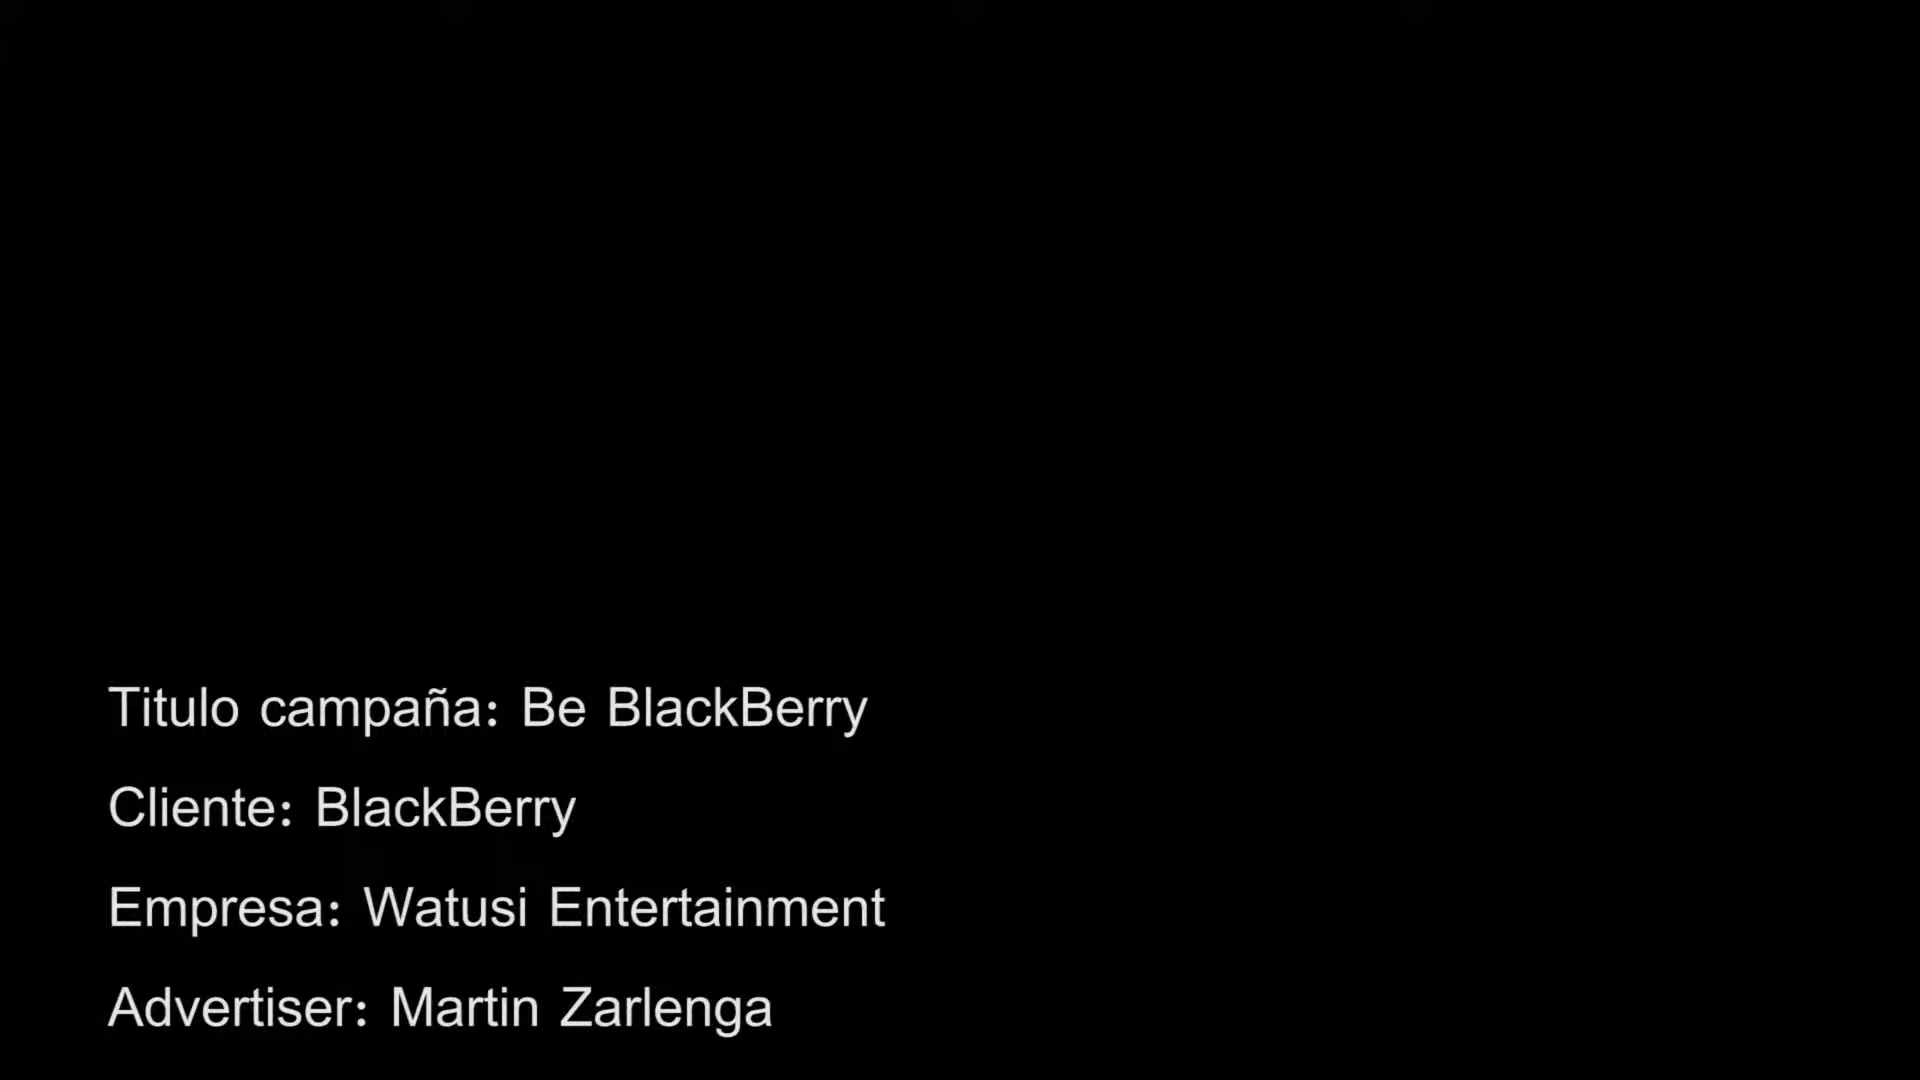 Titulo campaña: Be BlackBerry
Cliente: BlackBerry
Empresa: Watusi Entertainment
Advertiser: Martin Zarlenga